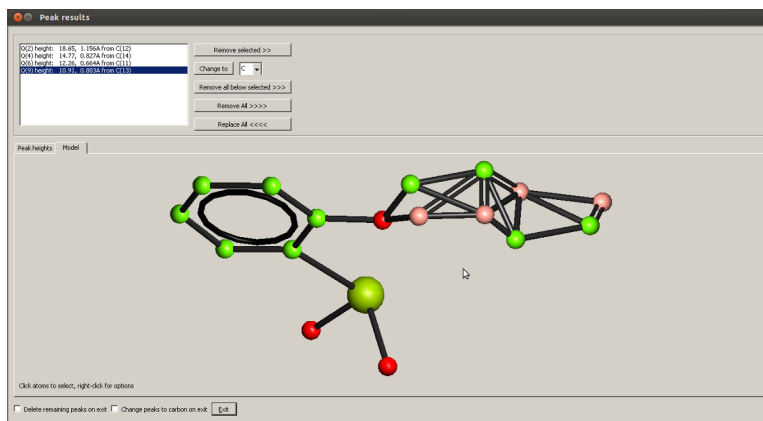 Peak results
Q(2) height: 18.65, 1.156A from C(12)
Q(4) height: 14.77, 0.827A from C(14)
Q(6) height: 12.26, 0.664A from C(11)
Q(9) height: 10.91, 0.883A from C(13)
Remove selected >>
Change to C
Remove all below selected >>>
Remove All >>>>
Replace All <<<<
Peak heights Model
Click atoms to select, right-click for options
Delete remaining peaks on exit Change peaks to carbon on exit Exit